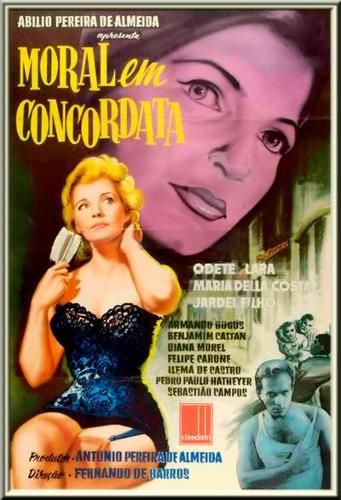 ABILIO PEREIRA DE ALMEIDA
apresenta
MORAL em
CONCORDATA
ODETE LARA
MARIA DELLA COSTA
JARDEL FILHO
ARMANDO BOGUS
BENJAMIN CATTAN
DIANA MOREL
FELIPE CARONE
ILEMA DE CASTRO
PEDRO PAULO HATHEYER
SEBASTIÃO CAMPOS
cinedistri
Produtor - ANTONIO PEREIRA DE ALMEIDA
Direção - FERNANDO DE BARROS